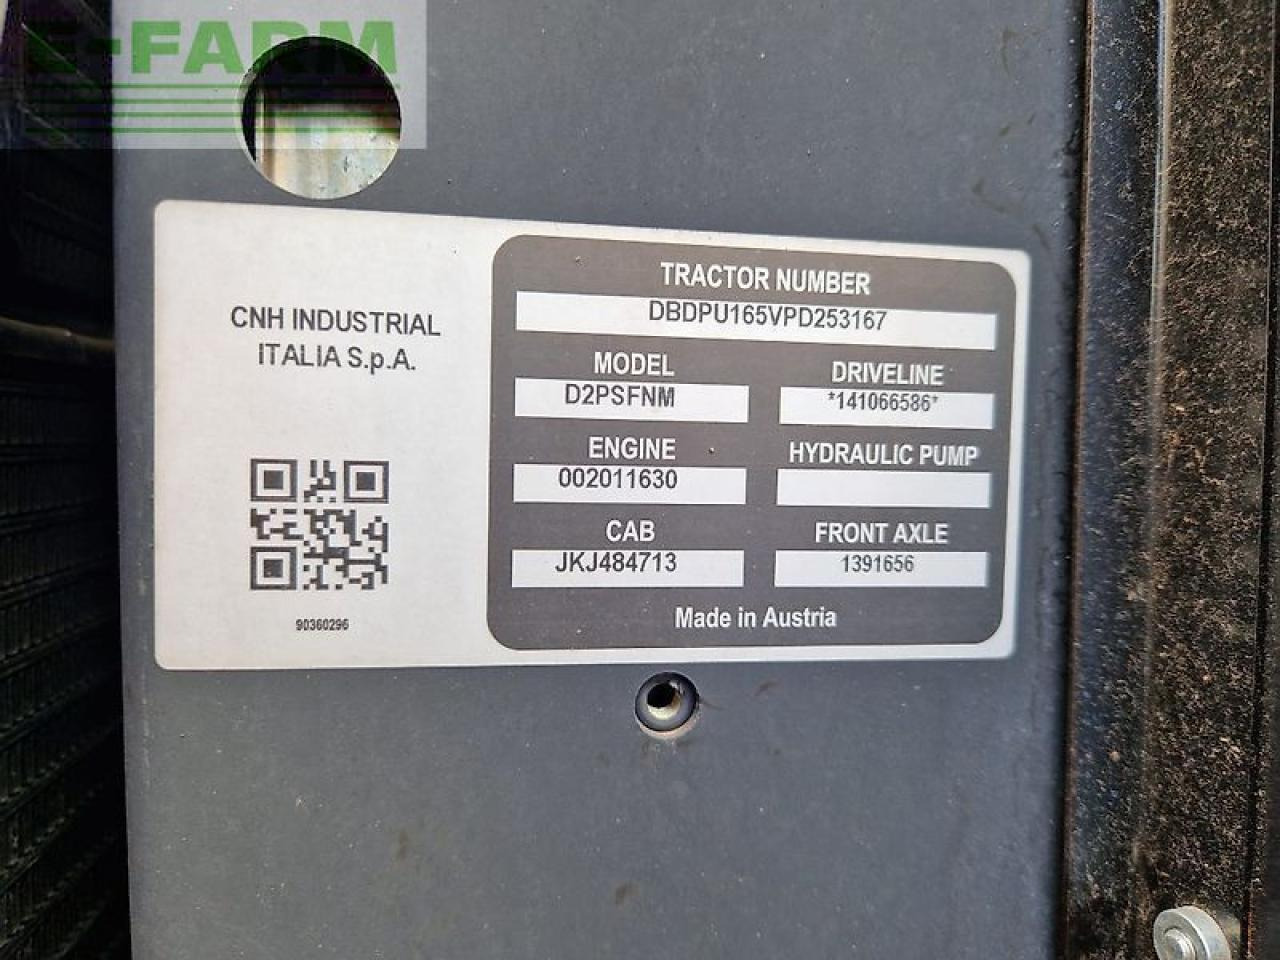 E-FARM
CNH INDUSTRIAL
ITALIA S.p.A.
90360296
TRACTOR NUMBER
DBDPU165VPD253167
MODEL
D2PSFNM
DRIVELINE
*141066586*
ENGINE
002011630
HYDRAULIC PUMP
CAB
JKJ484713
FRONT AXLE
1391656
Made in Austria